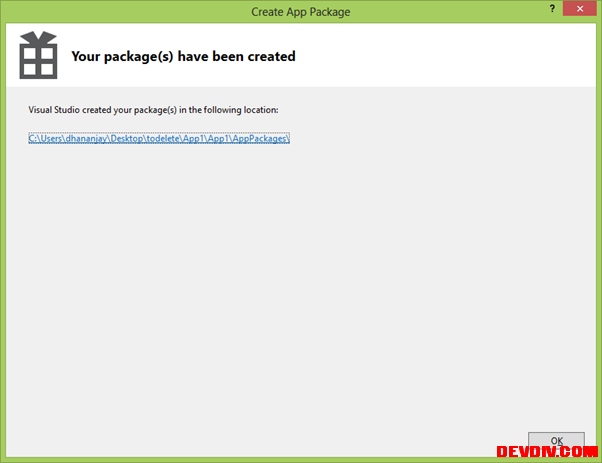 Create App Package
?
Your package(s) have been created
Visual Studio created your package(s) in the following location:
C:\Users\dhananjay\Desktop\todelete\App1\App1\AppPackages\
OK
DEVDIV.COM